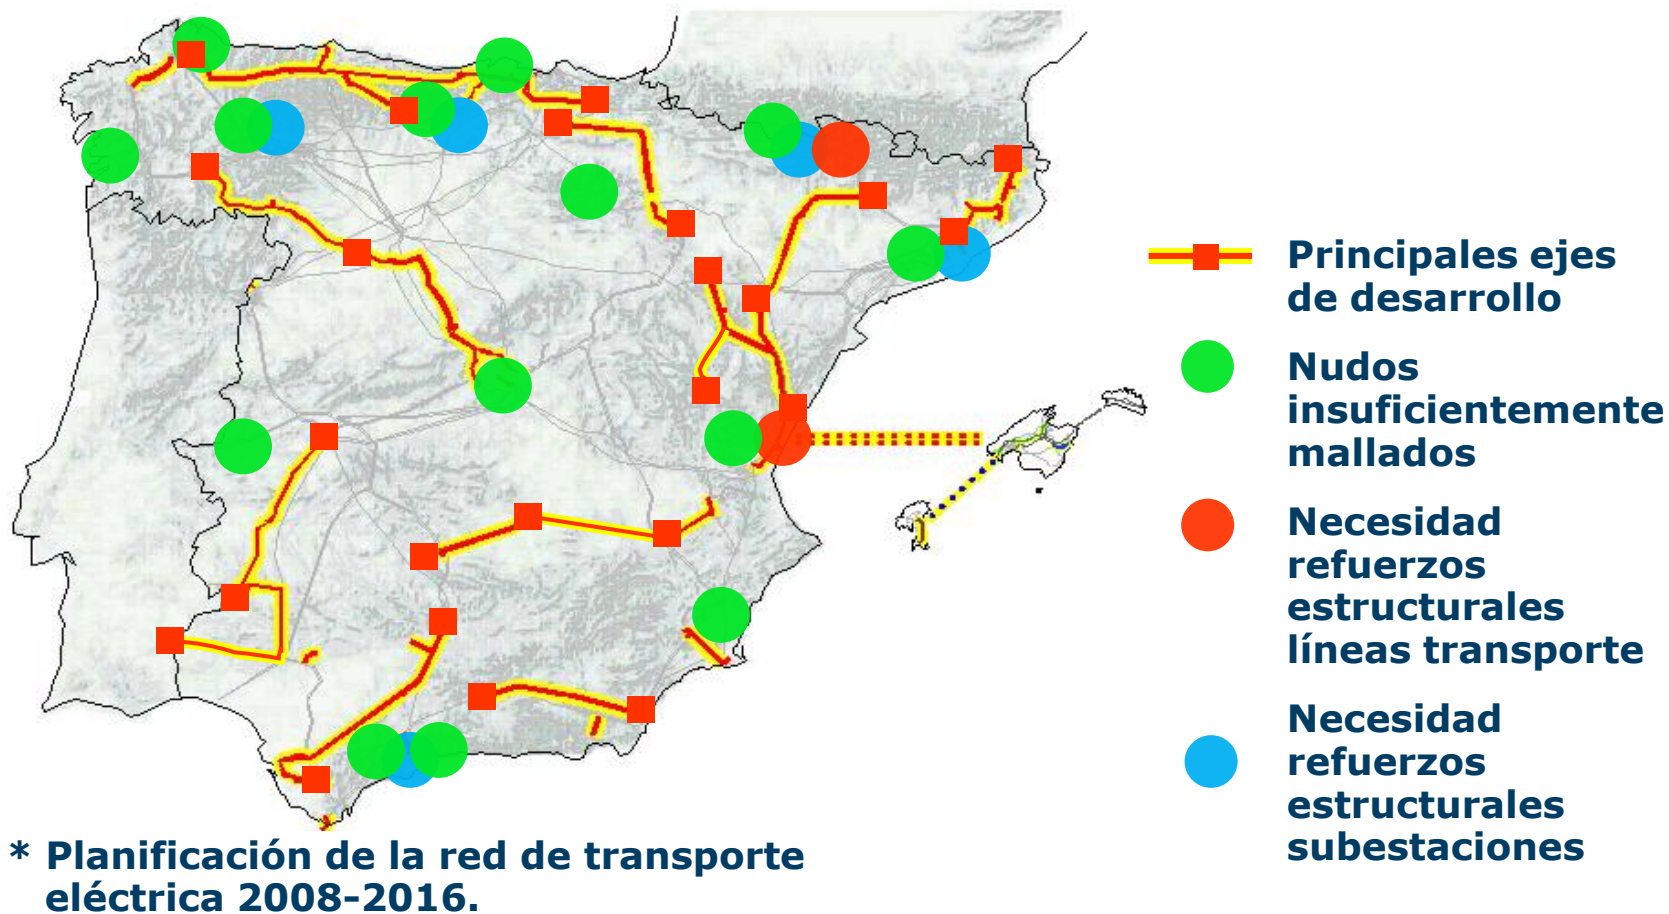 Principales ejes
de desarrollo
Nudos
insuficientemente
mallados
Necesidad
refuerzos
estructurales
líneas transporte
Necesidad
refuerzos
estructurales
subestaciones
* Planificación de la red de transporte
eléctrica 2008-2016.